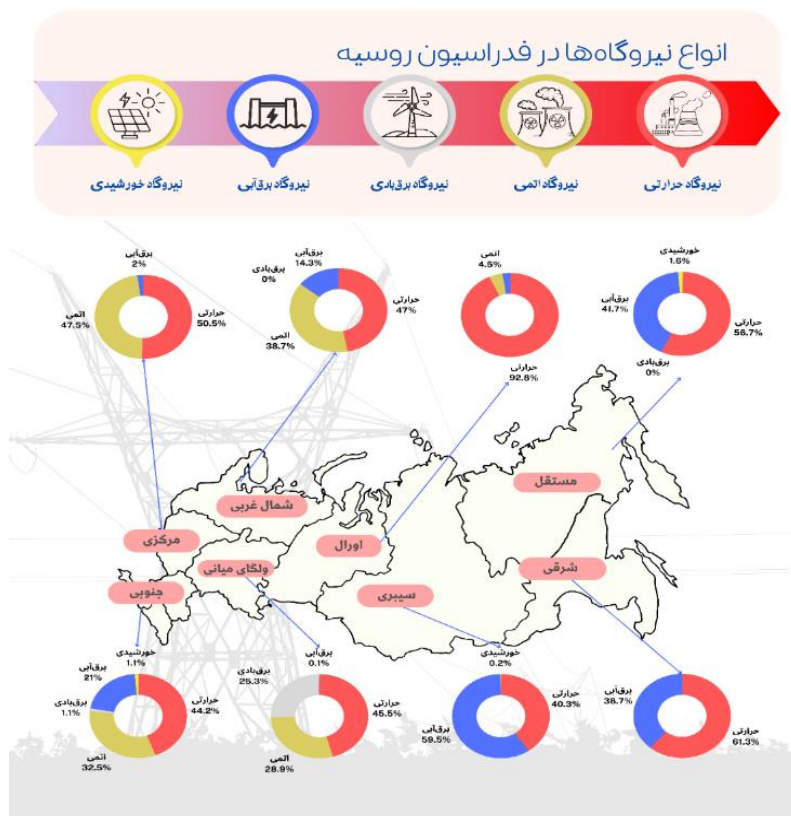 انواع نیروگاه‌ها در فدراسیون روسیه
نیروگاه حرارتی
نیروگاه اتمی
نیروگاه برق‌بادی
نیروگاه برق‌آبی
نیروگاه خورشیدی
خورشیدی
1.6%
برق‌آبی
41.7%
حرارتی
56.7%
برق‌بادی
0%
اتمی
4.5%
حرارتی
92.8%
برق‌آبی
14.3%
برق‌بادی
0%
حرارتی
47%
اتمی
38.7%
برق‌آبی
2%
حرارتی
50.5%
اتمی
47.5%
مستقل
شمال غربی
مرکزی
اورال
ولگای میانی
شرقی
جنوبی
سیبری
برق‌آبی
38.7%
حرارتی
61.3%
خورشیدی
0.2%
حرارتی
40.3%
برق‌آبی
59.5%
برق‌آبی
0.1%
برق‌بادی
25.3%
حرارتی
45.5%
اتمی
28.9%
خورشیدی
1.1%
برق‌آبی
21%
برق‌بادی
1.1%
حرارتی
44.2%
اتمی
32.5%